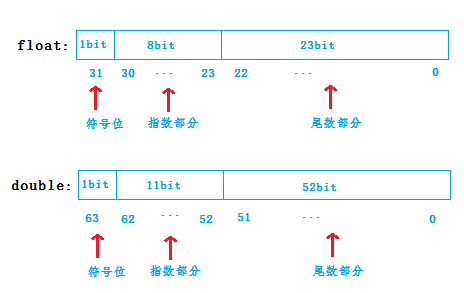 float: 1bit 8bit 23bit
31 30 --- 23 22 --- 0
符号位 指数部分 尾数部分
double: 1bit 11bit 52bit
63 62 --- 52 51 --- 0
符号位 指数部分 尾数部分